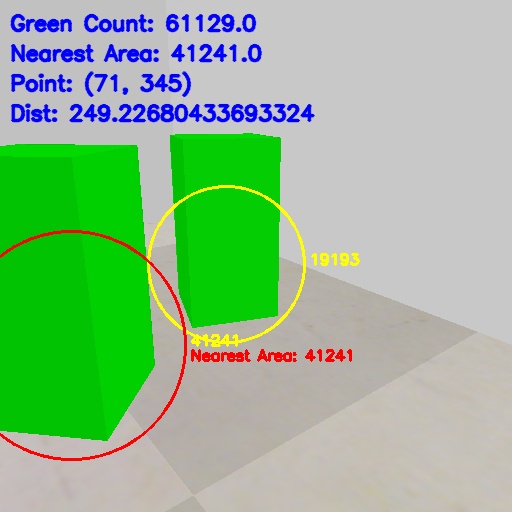 Green Count: 61129.0
Nearest Area: 41241.0
Point: (71, 345)
Dist: 249.22680433693324
19193
41241
Nearest Area: 41241